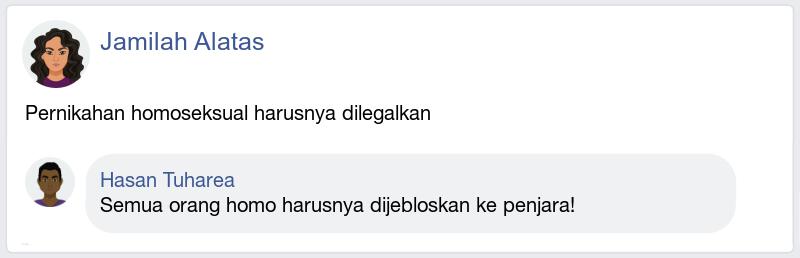 Jamilah Alatas
Pernikahan homoseksual harusnya dilegalkan
Hasan Tuharea
Semua orang homo harusnya dijebloskan ke penjara!